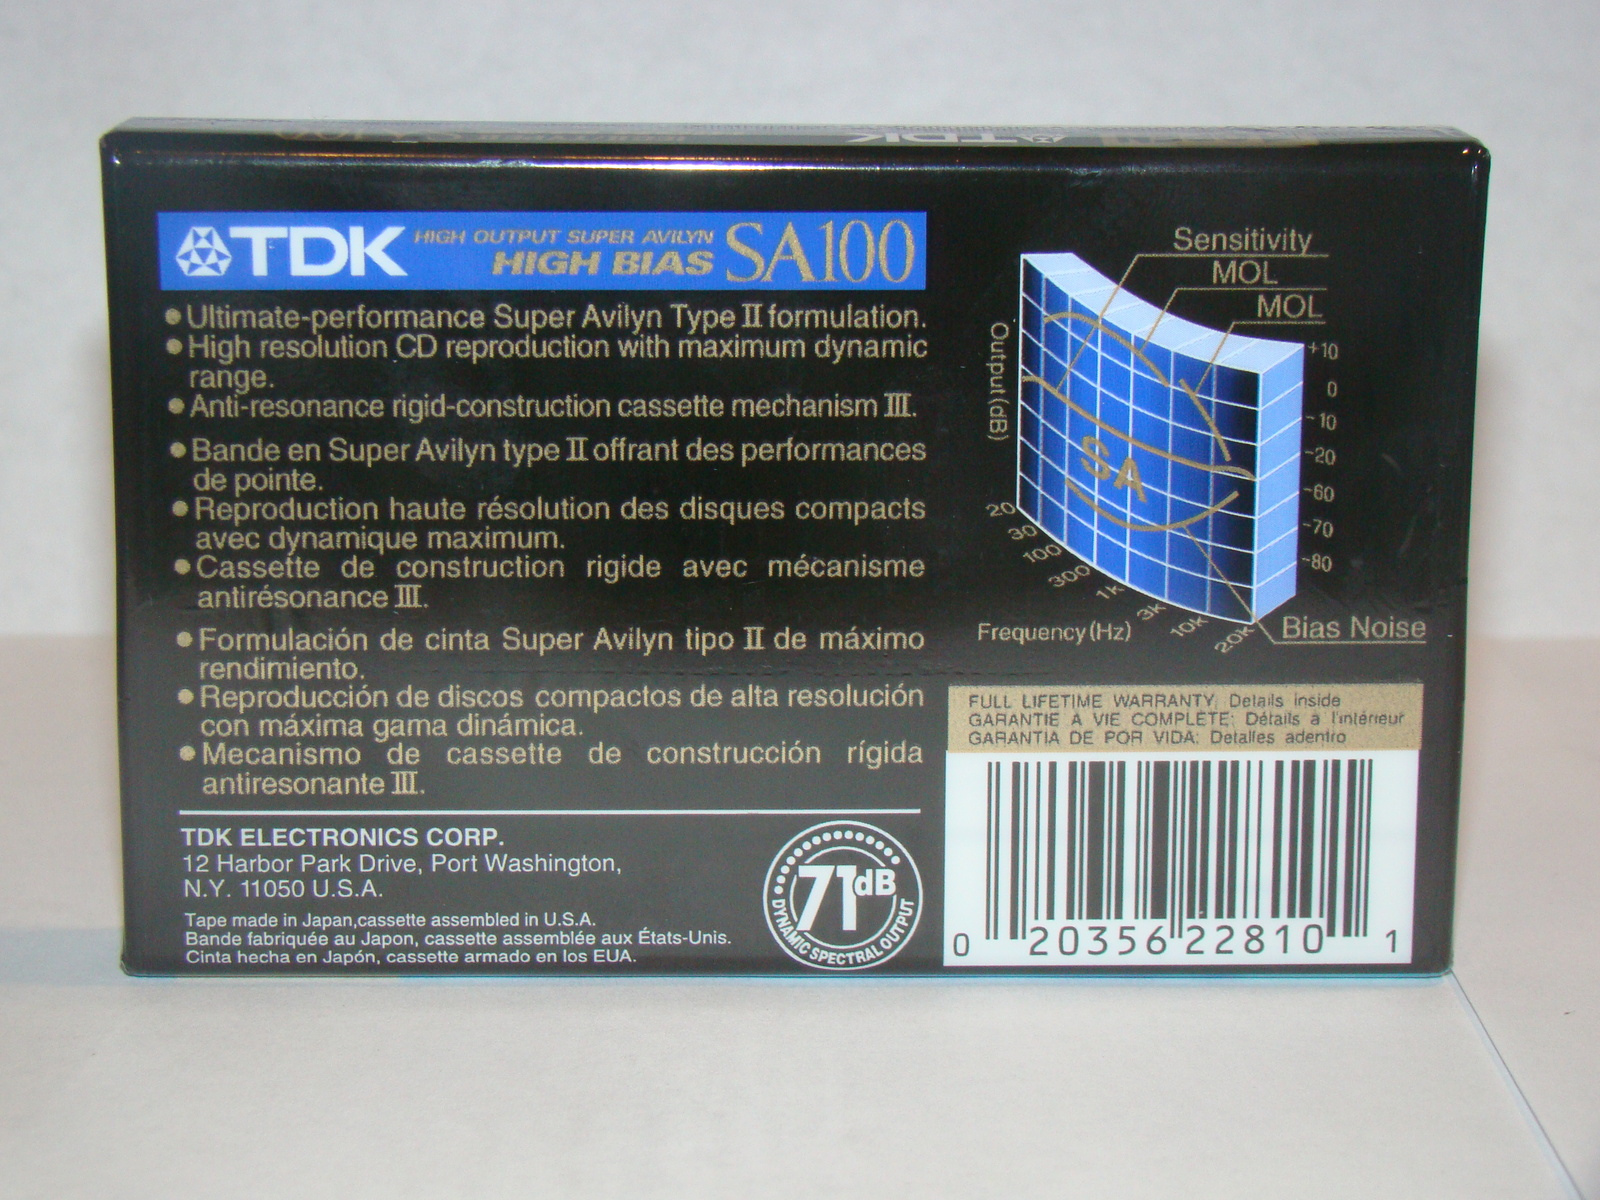 TDK HIGH OUTPUT SUPER AVILYN SA100
HIGH BIAS
•Ultimate-performance Super Avilyn Type II formulation.
•High resolution CD reproduction with maximum dynamic
range.
•Anti-resonance rigid-construction cassette mechanism III.
•Bande en Super Avilyn type II offrant des performances
de pointe.
•Reproduction haute résolution des disques compacts
avec dynamique maximum.
•Cassette de construction rigide avec mécanisme
antirésonance III.
•Formulación de cinta Super Avilyn tipo II de máximo
rendimiento.
•Reproducción de discos compactos de alta resolución
con máxima gama dinámica.
•Mecanismo de cassette de construcción rígida
antiresonante III.
TDK ELECTRONICS CORP.
12 Harbor Park Drive, Port Washington,
N.Y. 11050 U.S.A.
Tape made in Japan,cassette assembled in U.S.A.
Bande fabriquée au Japon, cassette assemblée aux États-Unis.
Cinta hecha en Japón, cassette armado en los EUA.
71dB
DYNAMIC SPECTRAL OUTPUT
Sensitivity
MOL
MOL
Output (dB)
+10
0
-10
-20
-60
-70
-80
SA
20
30
100
300
1k
3k
10k
20k
Frequency (Hz)
Bias Noise
FULL LIFETIME WARRANTY: Details inside
GARANTIE À VIE COMPLÈTE: Détails à l'intérieur
GARANTIA DE POR VIDA: Detalles adentro
0 20356 22810 1
TDK